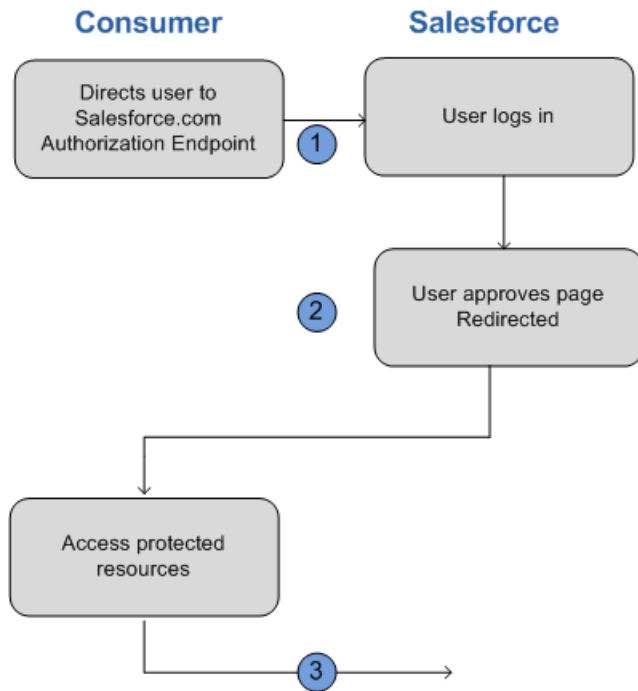 Consumer
Salesforce
Directs user to
Salesforce.com
Authorization Endpoint
1
User logs in
2
User approves page
Redirected
Access protected
resources
3